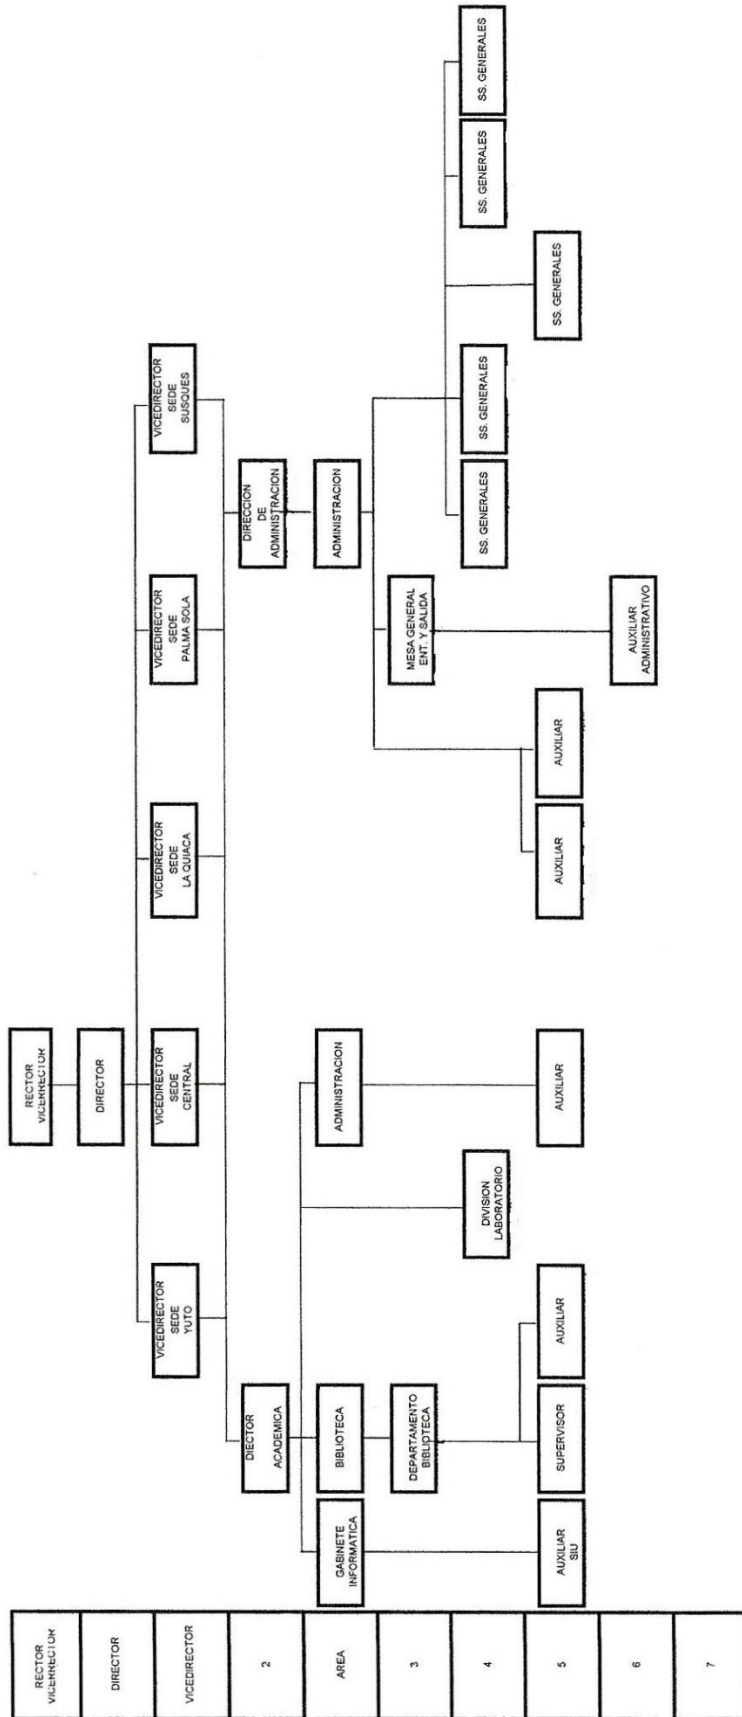 RECTOR
VICERRECTOR
RECTOR
VICERRECTOR
DIRECTOR
DIRECTOR
VICEDIRECTOR
VICEDIRECTOR
SEDE
YUTO
VICEDIRECTOR
SEDE
CENTRAL
VICEDIRECTOR
SEDE
LA QUIACA
VICEDIRECTOR
SEDE
PALMA SOLA
VICEDIRECTOR
SEDE
SUSQUES
2
DIECTOR
ACADEMICA
DIRECCION
DE
ADMINISTRACION
AREA
GABINETE
INFORMATICA
BIBLIOTECA
ADMINISTRACION
ADMINISTRACION
3
DEPARTAMENTO
BIBLIOTECA
MESA GENERAL
ENT. Y SALIDA
4
DIVISION
LABORATORIO
SS. GENERALES
SS. GENERALES
SS. GENERALES
SS. GENERALES
5
AUXILIAR
SIU
SUPERVISOR
AUXILIAR
AUXILIAR
AUXILIAR
AUXILIAR
SS. GENERALES
6
AUXILIAR
ADMINISTRATIVO
7